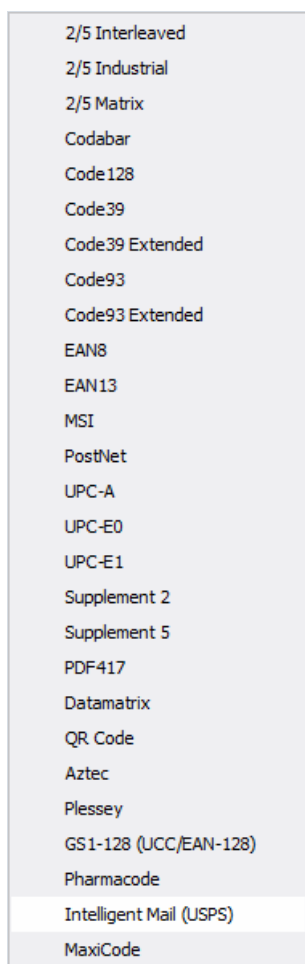 2/5 Interleaved
2/5 Industrial
2/5 Matrix
Codabar
Code128
Code39
Code39 Extended
Code93
Code93 Extended
EAN8
EAN13
MSI
PostNet
UPC-A
UPC-E0
UPC-E1
Supplement 2
Supplement 5
PDF417
Datamatrix
QR Code
Aztec
Plessey
GS1-128 (UCC/EAN-128)
Pharmacode
Intelligent Mail (USPS)
MaxiCode